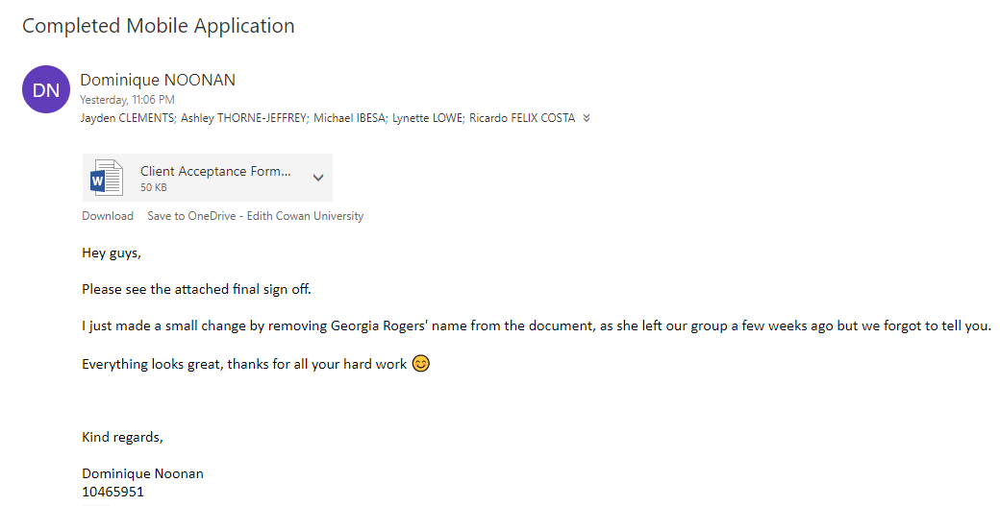 Completed Mobile Application
DN
Dominique NOONAN
Yesterday, 11:06 PM
Jayden CLEMENTS; Ashley THORNE-JEFFREY; Michael IBESA; Lynette LOWE; Ricardo FELIX COSTA
W
Client Acceptance Form...
50 KB
Download Save to OneDrive - Edith Cowan University
Hey guys,
Please see the attached final sign off.
I just made a small change by removing Georgia Rogers' name from the document, as she left our group a few weeks ago but we forgot to tell you.
Everything looks great, thanks for all your hard work 😊
Kind regards,
Dominique Noonan
10465951